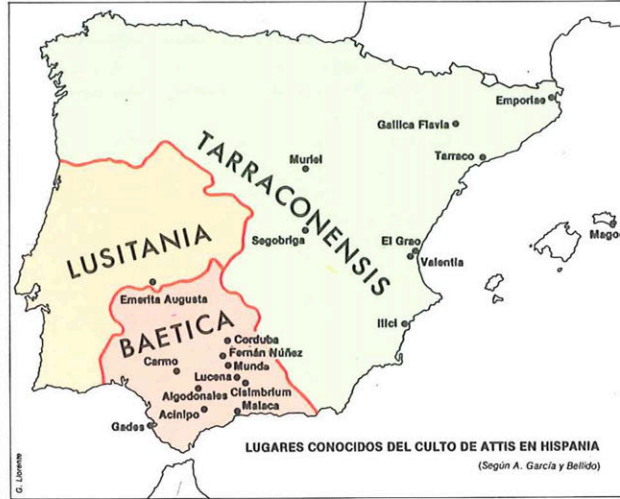 Emporiae
Gallica Flavia
Tarraco
Muriel
TARRACONENSIS
Segobriga
El Grao
Valentia
Mago
LUSITANIA
Emerita Augusta
Ilici
BAETICA
Corduba
Fernán Núñez
Carmo
Munda
Lucena
Cisimbrium
Algodonales
Acinipo
Malaca
Gades
LUGARES CONOCIDOS DEL CULTO DE ATTIS EN HISPANIA
(Según A. García y Bellido)
G. Llorente